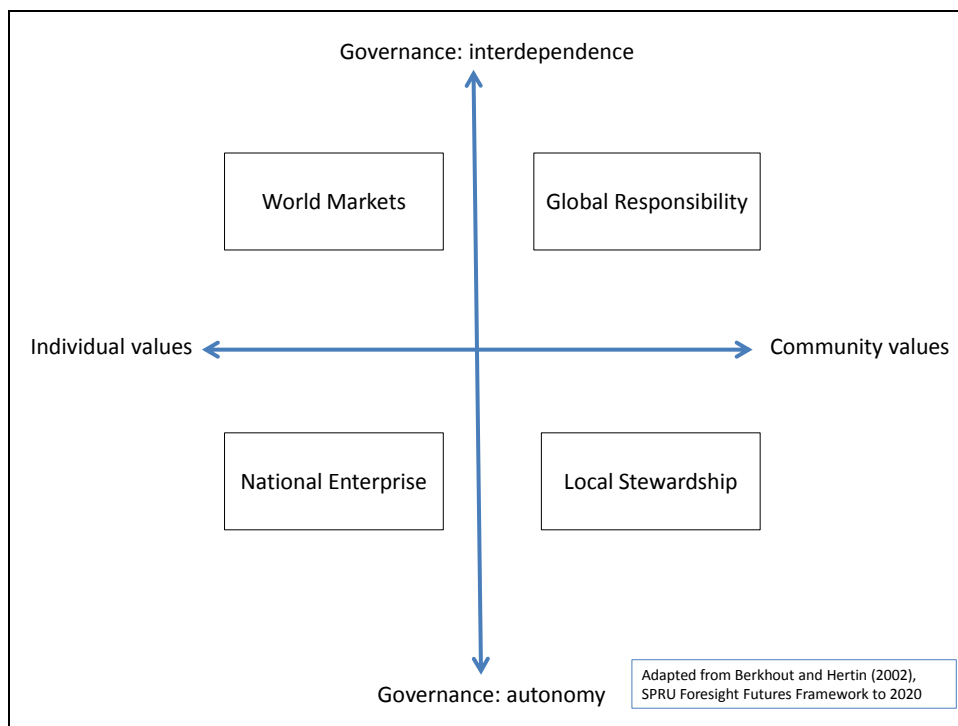 Governance: interdependence
World Markets
Global Responsibility
Individual values
Community values
National Enterprise
Local Stewardship
Governance: autonomy
Adapted from Berkhout and Hertin (2002),
SPRU Foresight Futures Framework to 2020